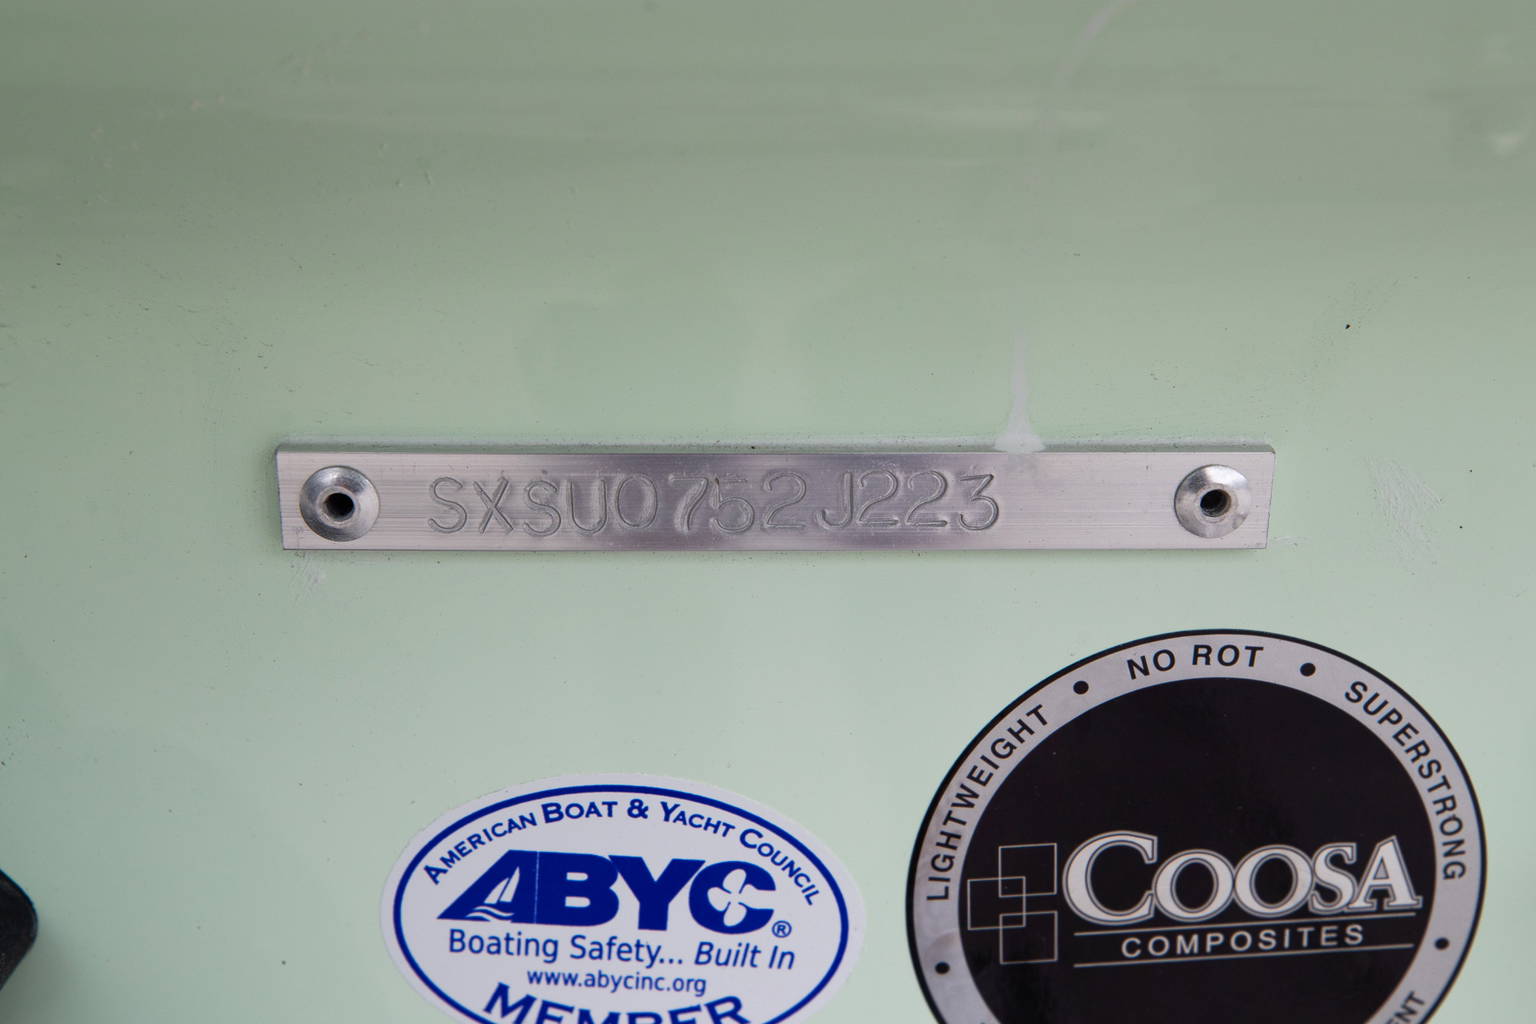 SXSU0752J223
NO ROT
LIGHTWEIGHT
SUPERSTRONG
COOSA
COMPOSITES
AMERICAN BOAT & YACHT COUNCIL
ABYC®
Boating Safety... Built In
www.abycinc.org
MEMBER